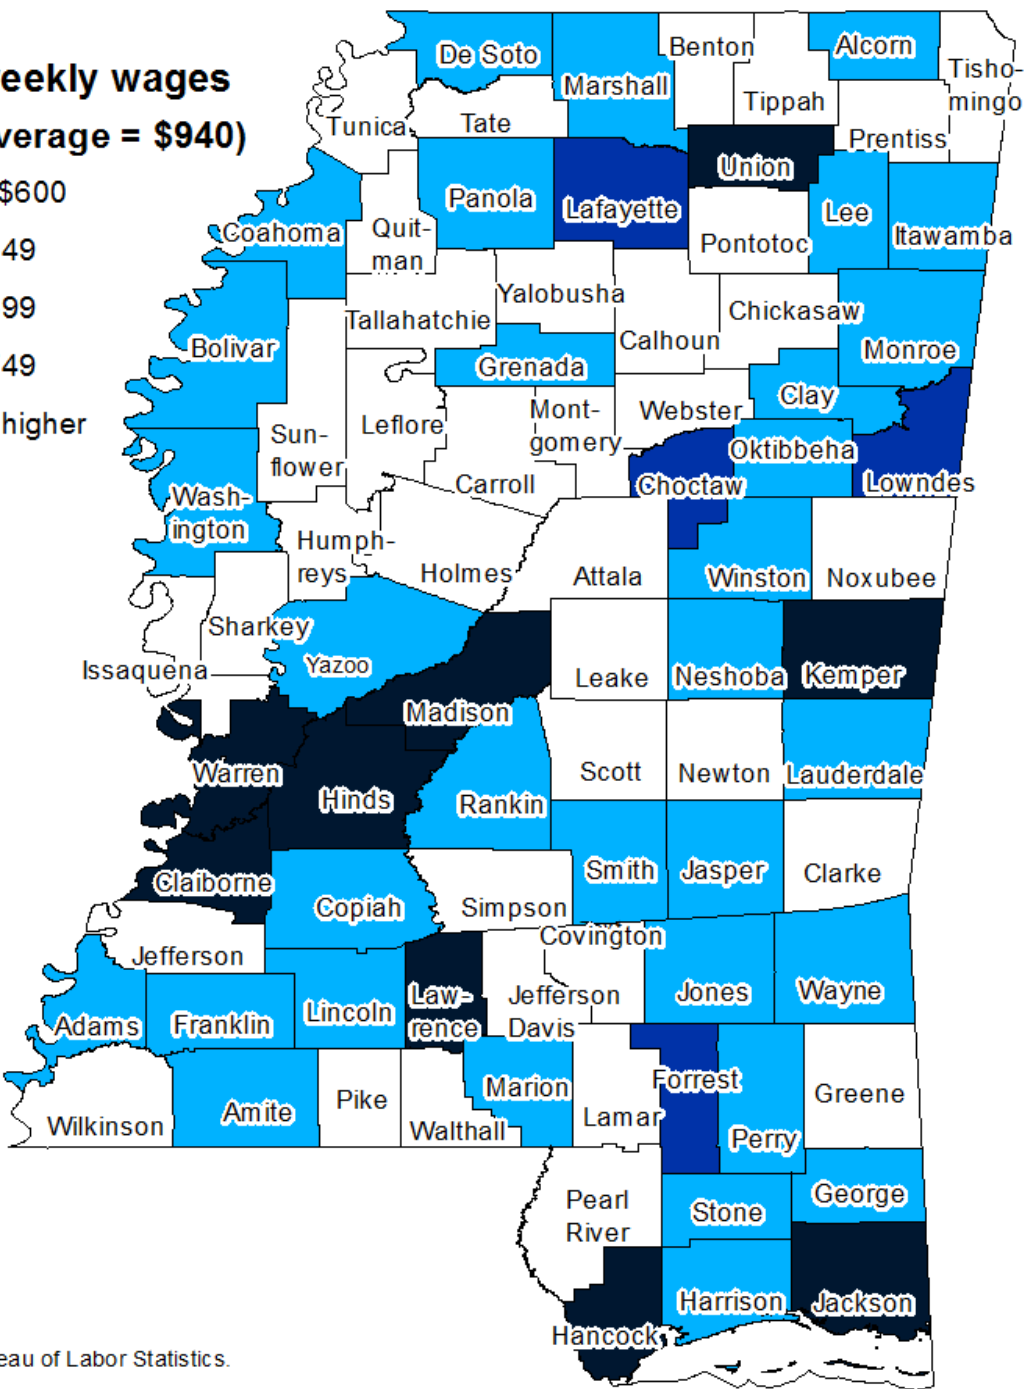 eekly wages
verage = $940)
$600
49
99
49
higher
De Soto
Marshall
Benton
Tippah
Alcorn
Tisho-
mingo
Prentiss
Tunica
Tate
Union
Panola
Lafayette
Lee
Itawamba
Coahoma
Quit-
man
Pontotoc
Yalobusha
Tallahatchie
Chickasaw
Calhoun
Monroe
Bolivar
Grenada
Clay
Leflore
Mont-
gomery
Webster
Sun-
flower
Oktibbeha
Carroll
Choctaw
Lowndes
Wash-
ington
Humph-
reys
Holmes
Attala
Winston
Noxubee
Sharkey
Issaquena
Yazoo
Leake
Neshoba
Kemper
Madison
Warren
Hinds
Rankin
Scott
Newton
Lauderdale
Claiborne
Copiah
Simpson
Smith
Jasper
Clarke
Covington
Jefferson
Jefferson
Davis
Law-
rence
Jones
Wayne
Adams
Franklin
Lincoln
Marion
Forrest
Greene
Wilkinson
Amite
Pike
Walthall
Lamar
Perry
Pearl
River
Stone
George
Harrison
Jackson
Hancock
eau of Labor Statistics.